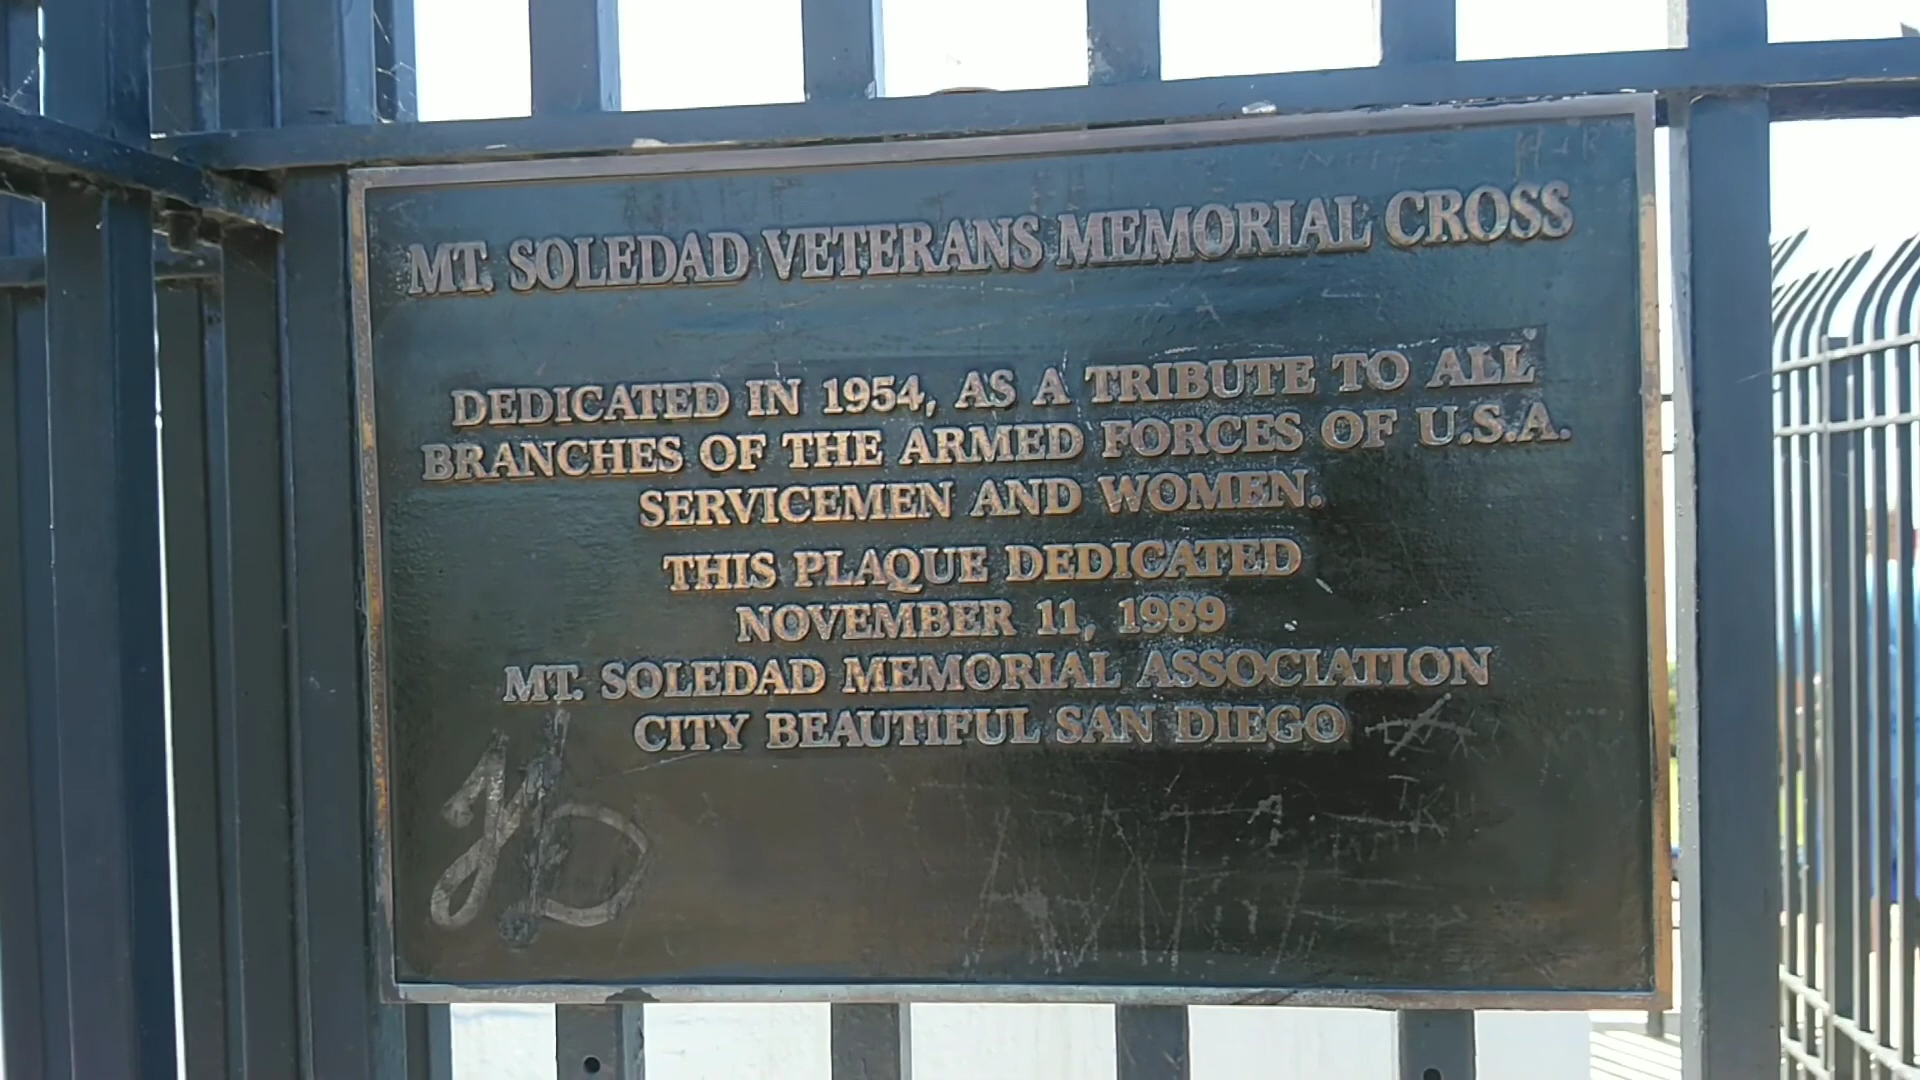 MT. SOLEDAD VETERANS MEMORIAL CROSS
DEDICATED IN 1954, AS A TRIBUTE TO ALL
BRANCHES OF THE ARMED FORCES OF U.S.A.
SERVICEMEN AND WOMEN.
THIS PLAQUE DEDICATED
NOVEMBER 11, 1989
MT. SOLEDAD MEMORIAL ASSOCIATION
CITY BEAUTIFUL SAN DIEGO